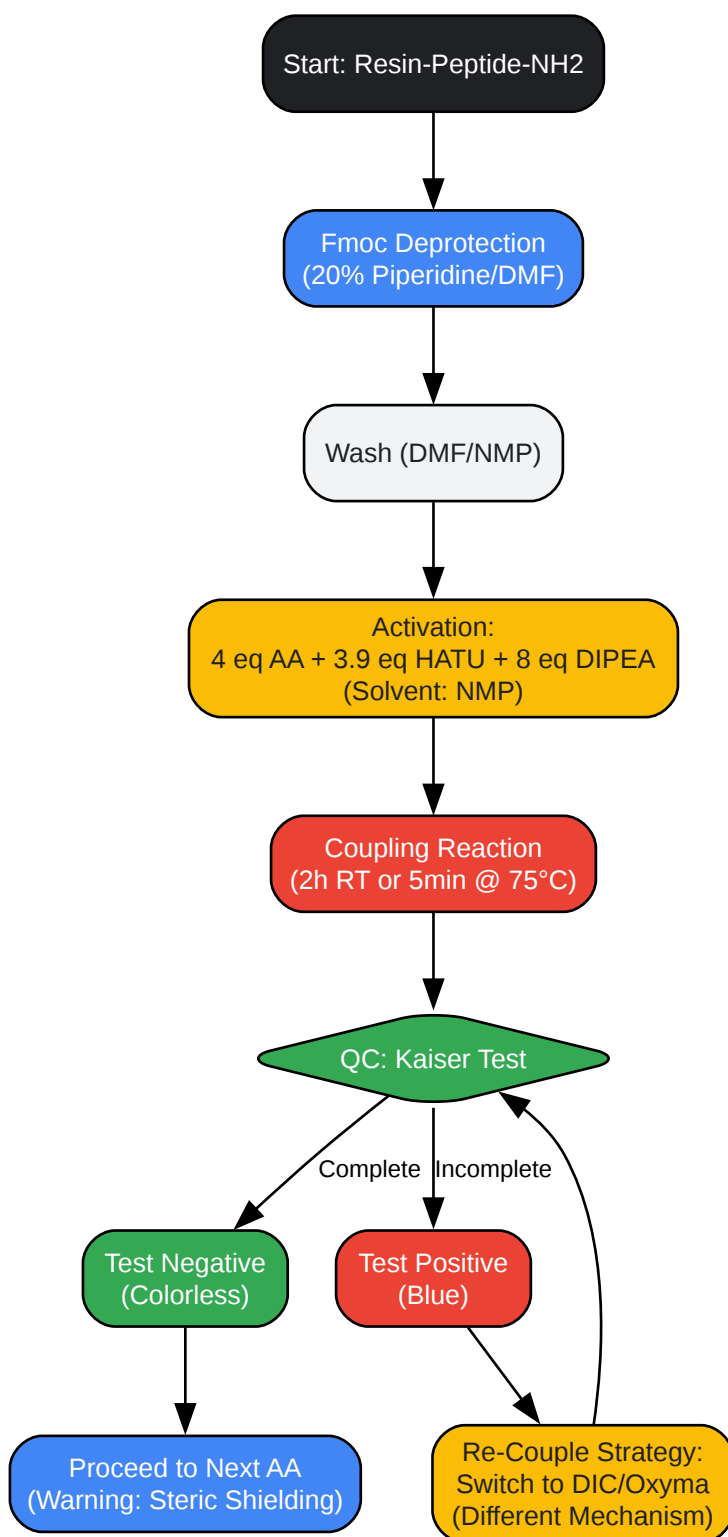 Start: Resin-Peptide-NH2
Fmoc Deprotection
(20% Piperidine/DMF)
Wash (DMF/NMP)
Activation:
4 eq AA + 3.9 eq HATU + 8 eq DIPEA
(Solvent: NMP)
Coupling Reaction
(2h RT or 5min @ 75°C)
QC: Kaiser Test
Complete
Incomplete
Test Negative
(Colorless)
Test Positive
(Blue)
Proceed to Next AA
(Warning: Steric Shielding)
Re-Couple Strategy:
Switch to DIC/Oxyma
(Different Mechanism)